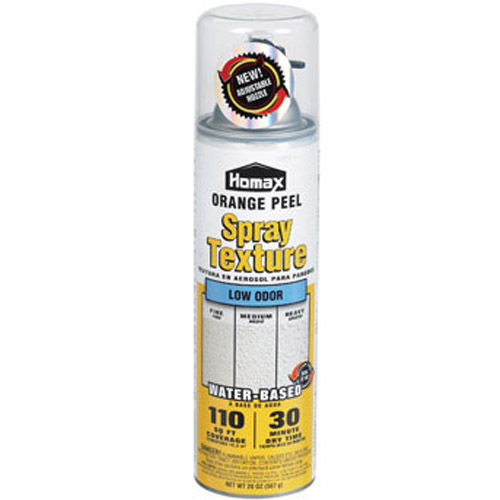 NEW!
ADJUSTABLE
NOZZLE
Homax
ORANGE PEEL
Spray
Texture
TEXTURA EN AEROSOL PARA PAREDES
LOW ODOR
FINE MEDIUM HEAVY
WATER-BASED
A BASE DE AGUA
110 30
SQ FT MINUTE
COVERAGE DRY TIME
NET WT 20 OZ (567 g)